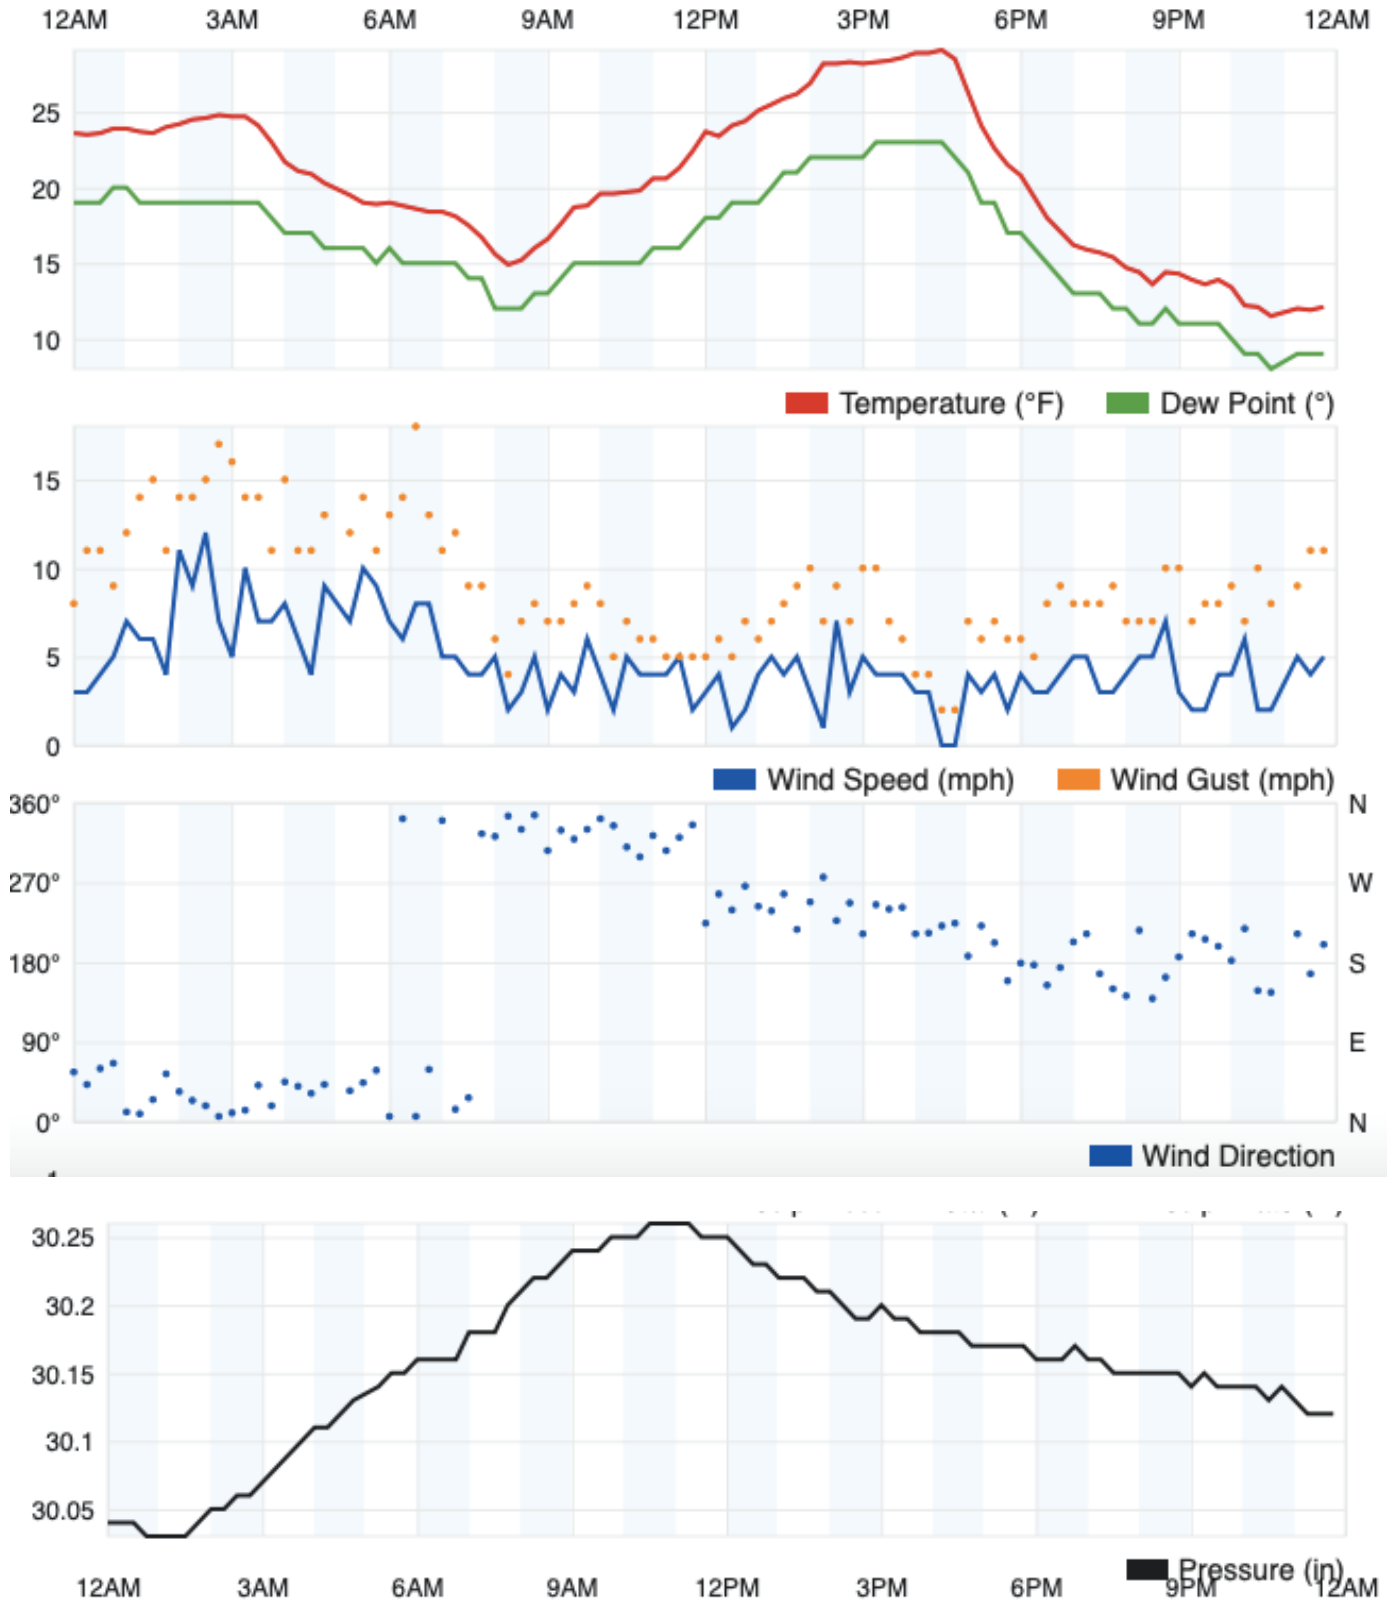 12AM 3AM 6AM 9AM 12PM 3PM 6PM 9PM 12AM
25
20
15
10
Temperature (°F) Dew Point (°)
15
10
5
0
Wind Speed (mph) Wind Gust (mph)
360° N
270° W
180° S
90° E
0° N
Wind Direction
30.25
30.2
30.15
30.1
30.05
Pressure (in)
12AM 3AM 6AM 9AM 12PM 3PM 6PM 9PM 12AM